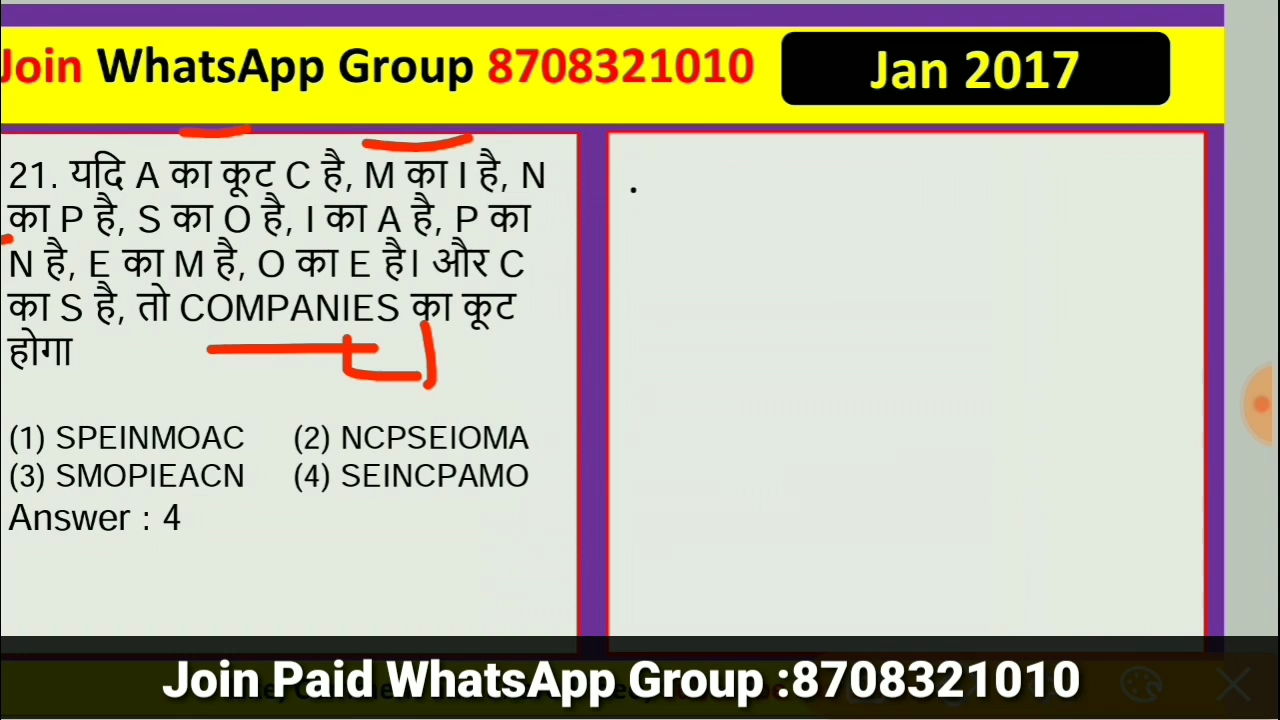 Join WhatsApp Group 8708321010
Jan 2017
21. यदि A का कूट C है, M का I है, N
का P है, S का O है, I का A है, P का
N है, E का M है, O का E है। और C
का S है, तो COMPANIES का कूट
होगा
(1) SPEINMOAC (2) NCPSEIOMA
(3) SMOPIEACN (4) SEINCPAMO
Answer : 4
Join Paid WhatsApp Group :8708321010